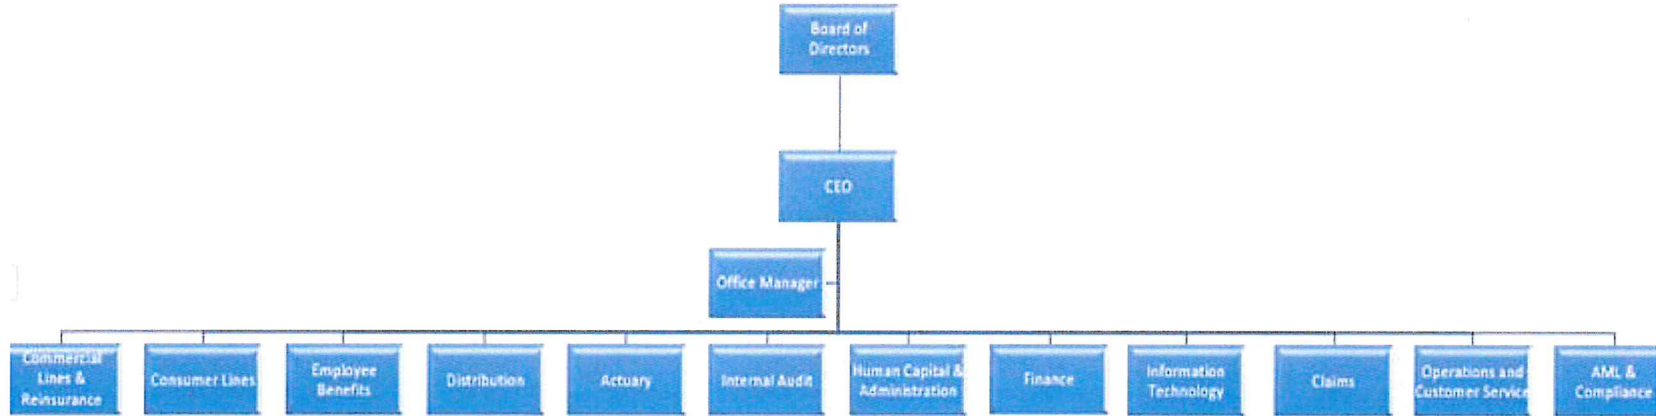 Board of
Directors
CEO
Office Manager
Commercial
Lines &
Reinsurance
Consumer Lines
Employee
Benefits
Distribution
Actuary
Internal Audit
Human Capital &
Administration
Finance
Information
Technology
Claims
Operations and
Customer Service
AML &
Compliance